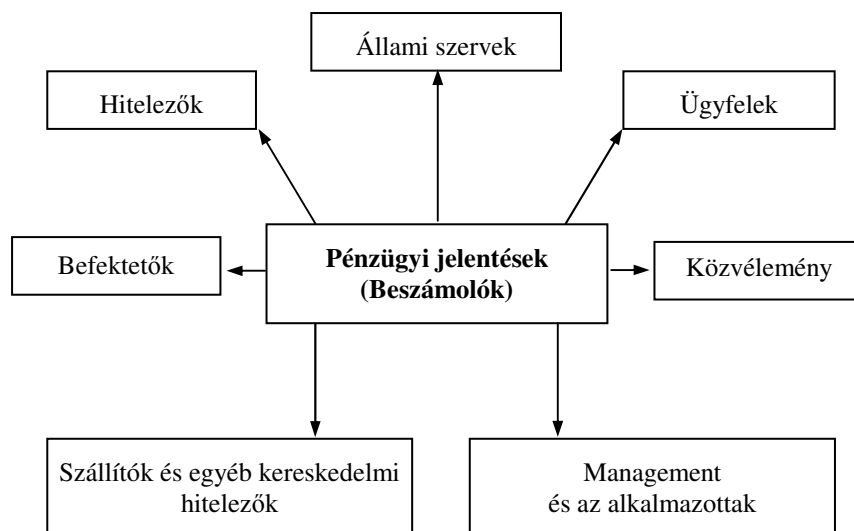 Állami szervek
Hitelezők
Ügyfelek
Pénzügyi jelentések
(Beszámolók)
Befektetők
Közvélemény
Szállítók és egyéb kereskedelmi
hitelezők
Management
és az alkalmazottak